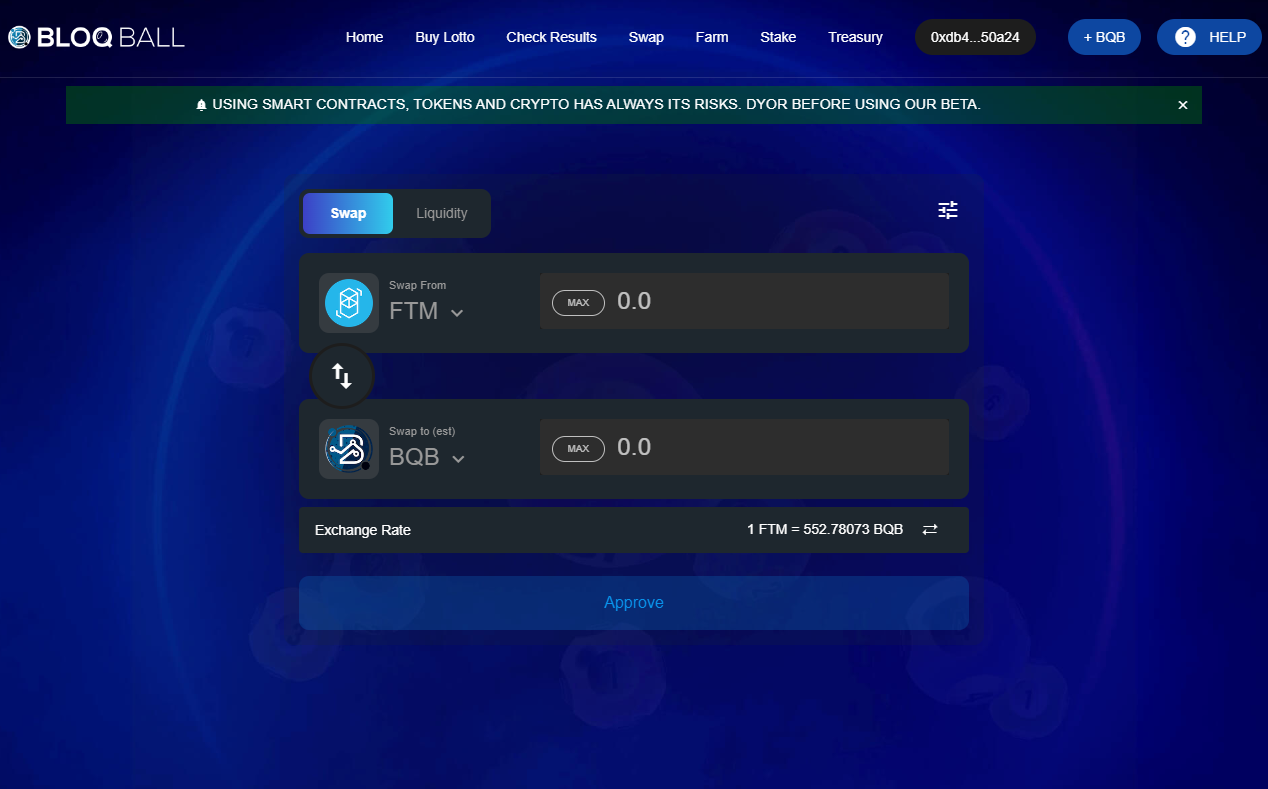 BLOQ BALL
Home Buy Lotto Check Results Swap Farm Stake Treasury 0xdb4...50a24 + BQB ? HELP
USING SMART CONTRACTS, TOKENS AND CRYPTO HAS ALWAYS ITS RISKS. DYOR BEFORE USING OUR BETA. ×
Swap Liquidity
Swap From
FTM
MAX 0.0
Swap to (est)
BQB
MAX 0.0
Exchange Rate 1 FTM = 552.78073 BQB
Approve